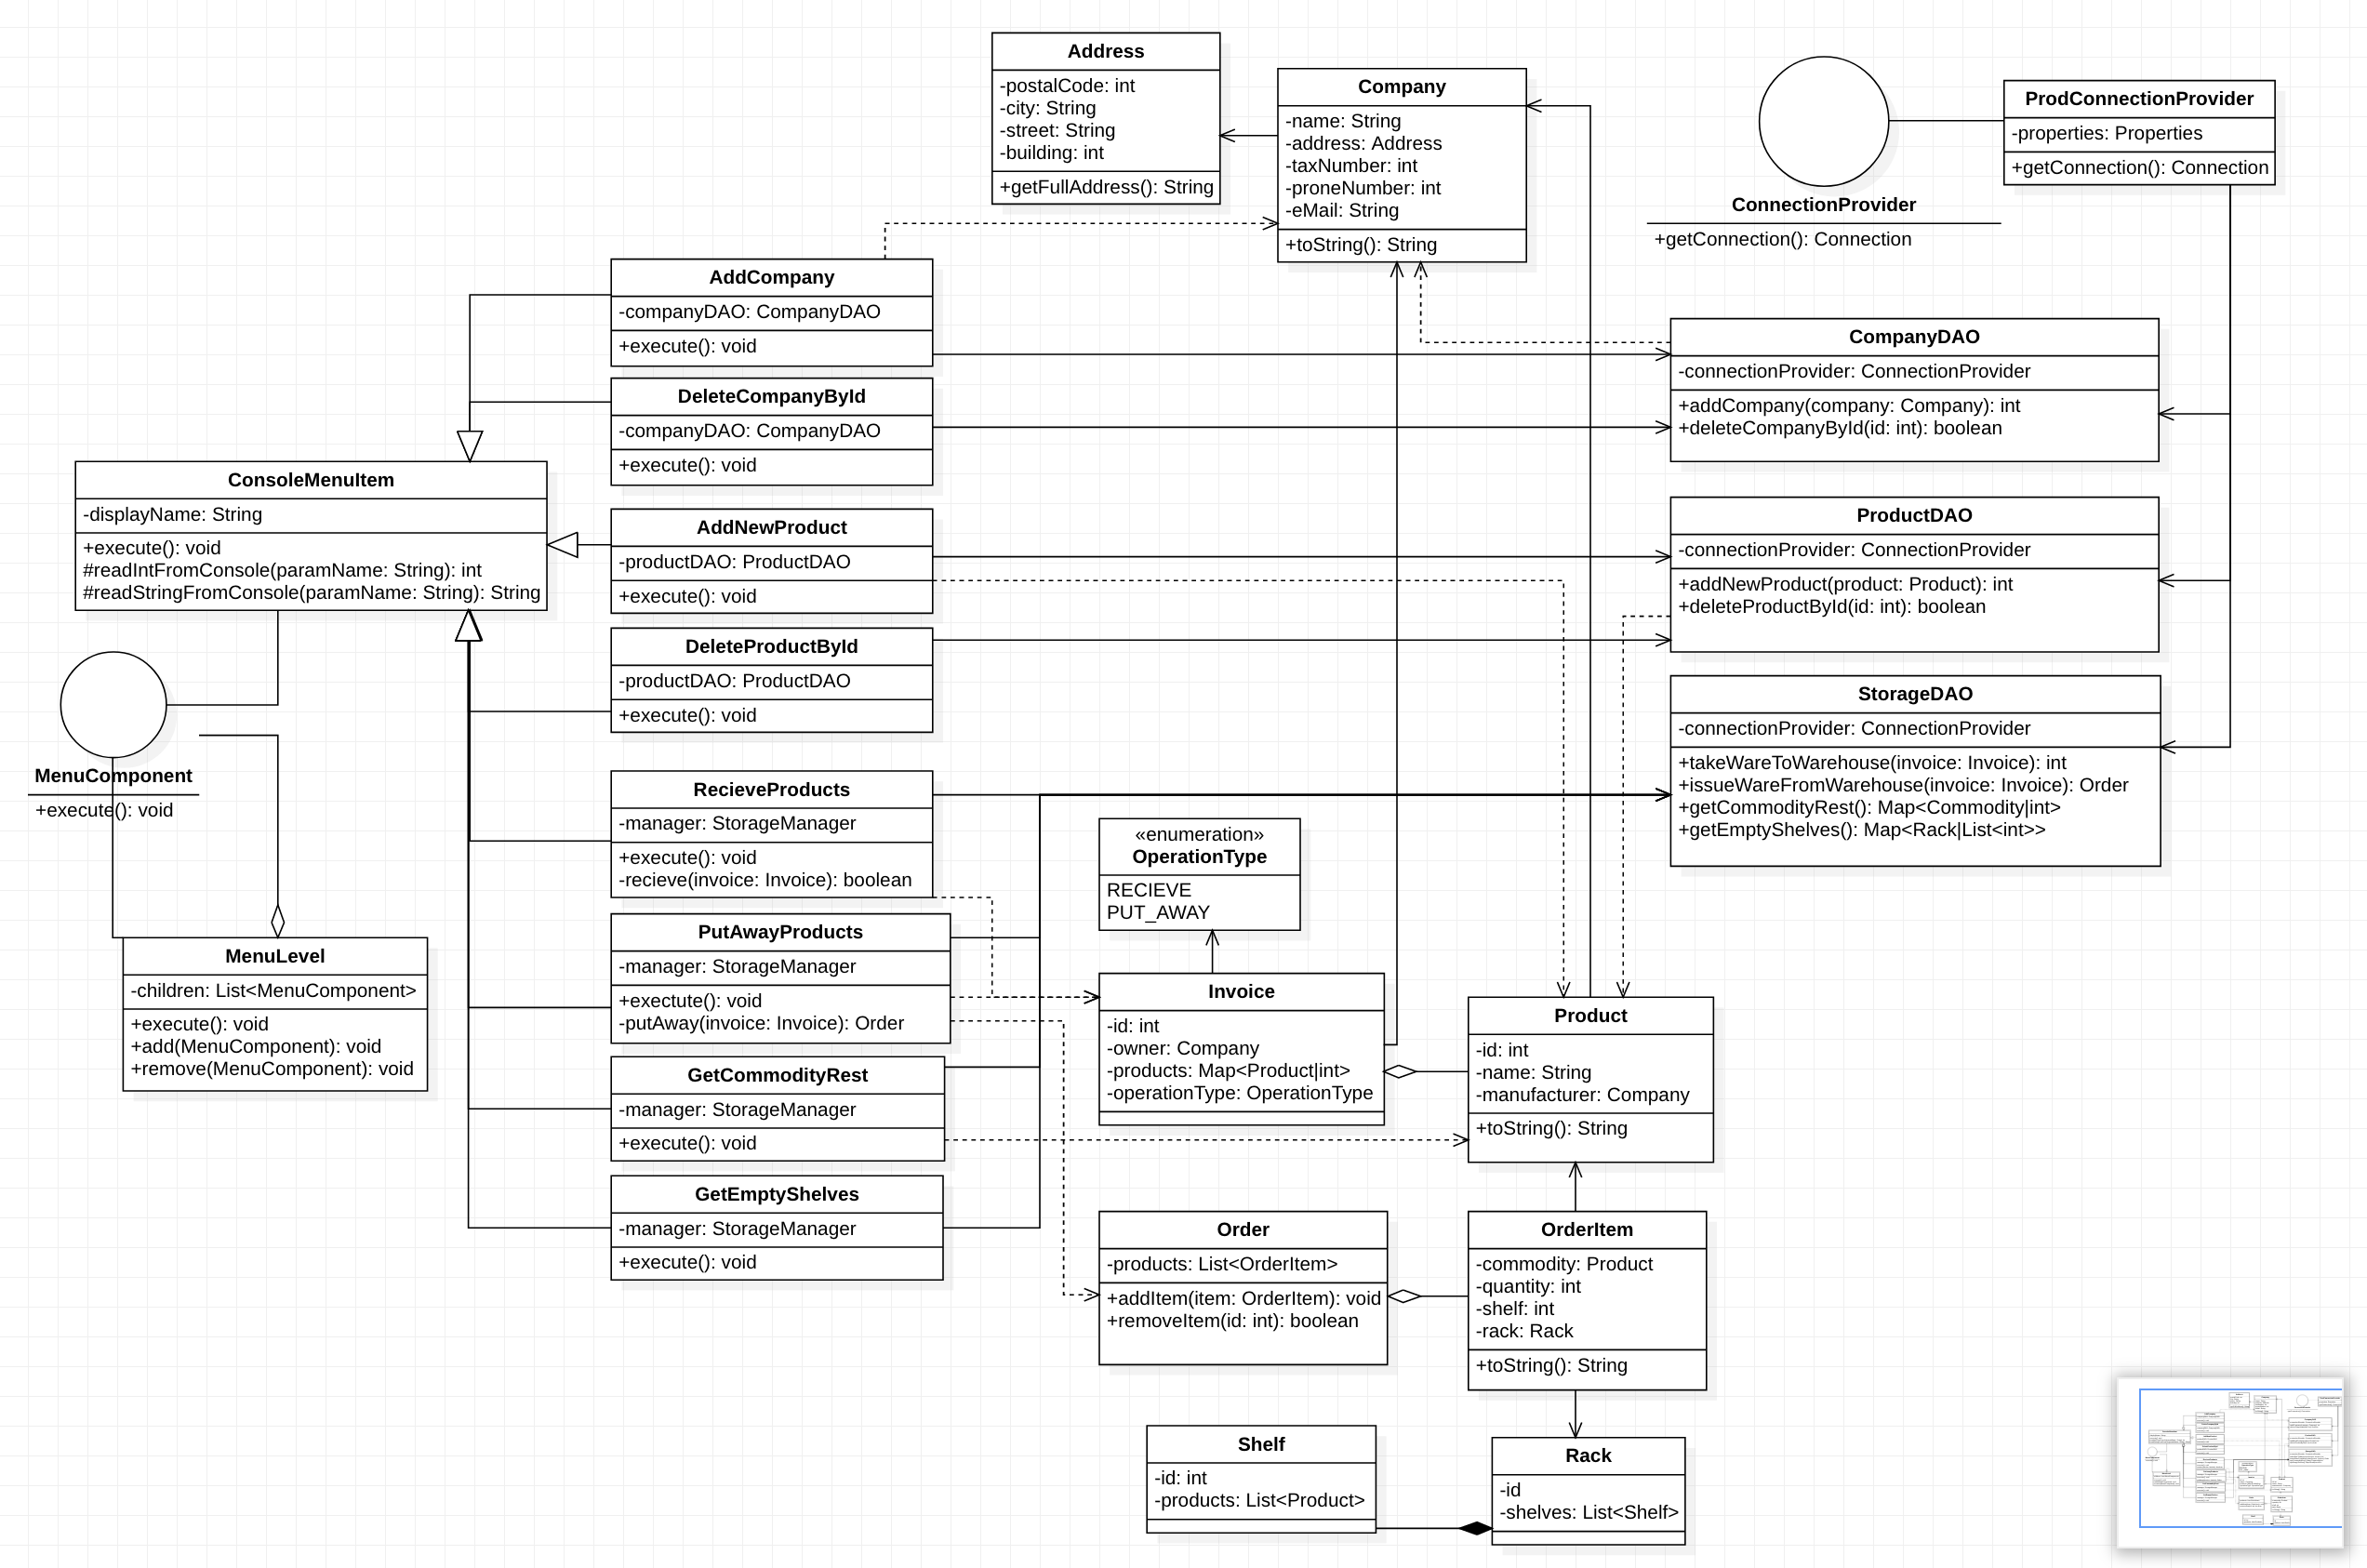 Address
-postalCode: int
-city: String
-street: String
-building: int
+getFullAddress(): String
Company
-name: String
-address: Address
-taxNumber: int
-proneNumber: int
-eMail: String
+toString(): String
ConnectionProvider
+getConnection(): Connection
ProdConnectionProvider
-properties: Properties
+getConnection(): Connection
AddCompany
-companyDAO: CompanyDAO
+execute(): void
DeleteCompanyById
-companyDAO: CompanyDAO
+execute(): void
CompanyDAO
-connectionProvider: ConnectionProvider
+addCompany(company: Company): int
+deleteCompanyById(id: int): boolean
ConsoleMenuItem
-displayName: String
+execute(): void
#readIntFromConsole(paramName: String): int
#readStringFromConsole(paramName: String): String
AddNewProduct
-productDAO: ProductDAO
+execute(): void
ProductDAO
-connectionProvider: ConnectionProvider
+addNewProduct(product: Product): int
+deleteProductById(id: int): boolean
DeleteProductById
-productDAO: ProductDAO
+execute(): void
StorageDAO
-connectionProvider: ConnectionProvider
+takeWareToWarehouse(invoice: Invoice): int
+issueWareFromWarehouse(invoice: Invoice): Order
+getCommodityRest(): Map<Commodity|int>
+getEmptyShelves(): Map<Rack|List<int>>
MenuComponent
+execute(): void
RecieveProducts
-manager: StorageManager
+execute(): void
-recieve(invoice: Invoice): boolean
«enumeration»
OperationType
RECIEVE
PUT_AWAY
MenuLevel
-children: List<MenuComponent>
+execute(): void
+add(MenuComponent): void
+remove(MenuComponent): void
PutAwayProducts
-manager: StorageManager
+exectute(): void
-putAway(invoice: Invoice): Order
Invoice
-id: int
-owner: Company
-products: Map<Product|int>
-operationType: OperationType
Product
-id: int
-name: String
-manufacturer: Company
+toString(): String
GetCommodityRest
-manager: StorageManager
+execute(): void
GetEmptyShelves
-manager: StorageManager
+execute(): void
Order
-products: List<OrderItem>
+addItem(item: OrderItem): void
+removeItem(id: int): boolean
OrderItem
-commodity: Product
-quantity: int
-shelf: int
-rack: Rack
+toString(): String
Shelf
-id: int
-products: List<Product>
Rack
-id
-shelves: List<Shelf>